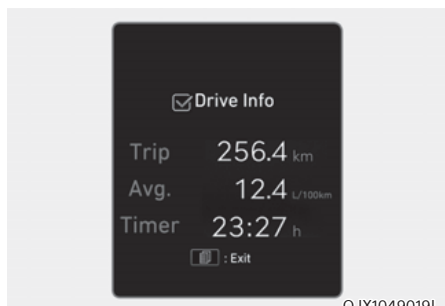 Drive Info
Trip 256.4 km
Avg. 12.4 L/100km
Timer 23:27 h
: Exit